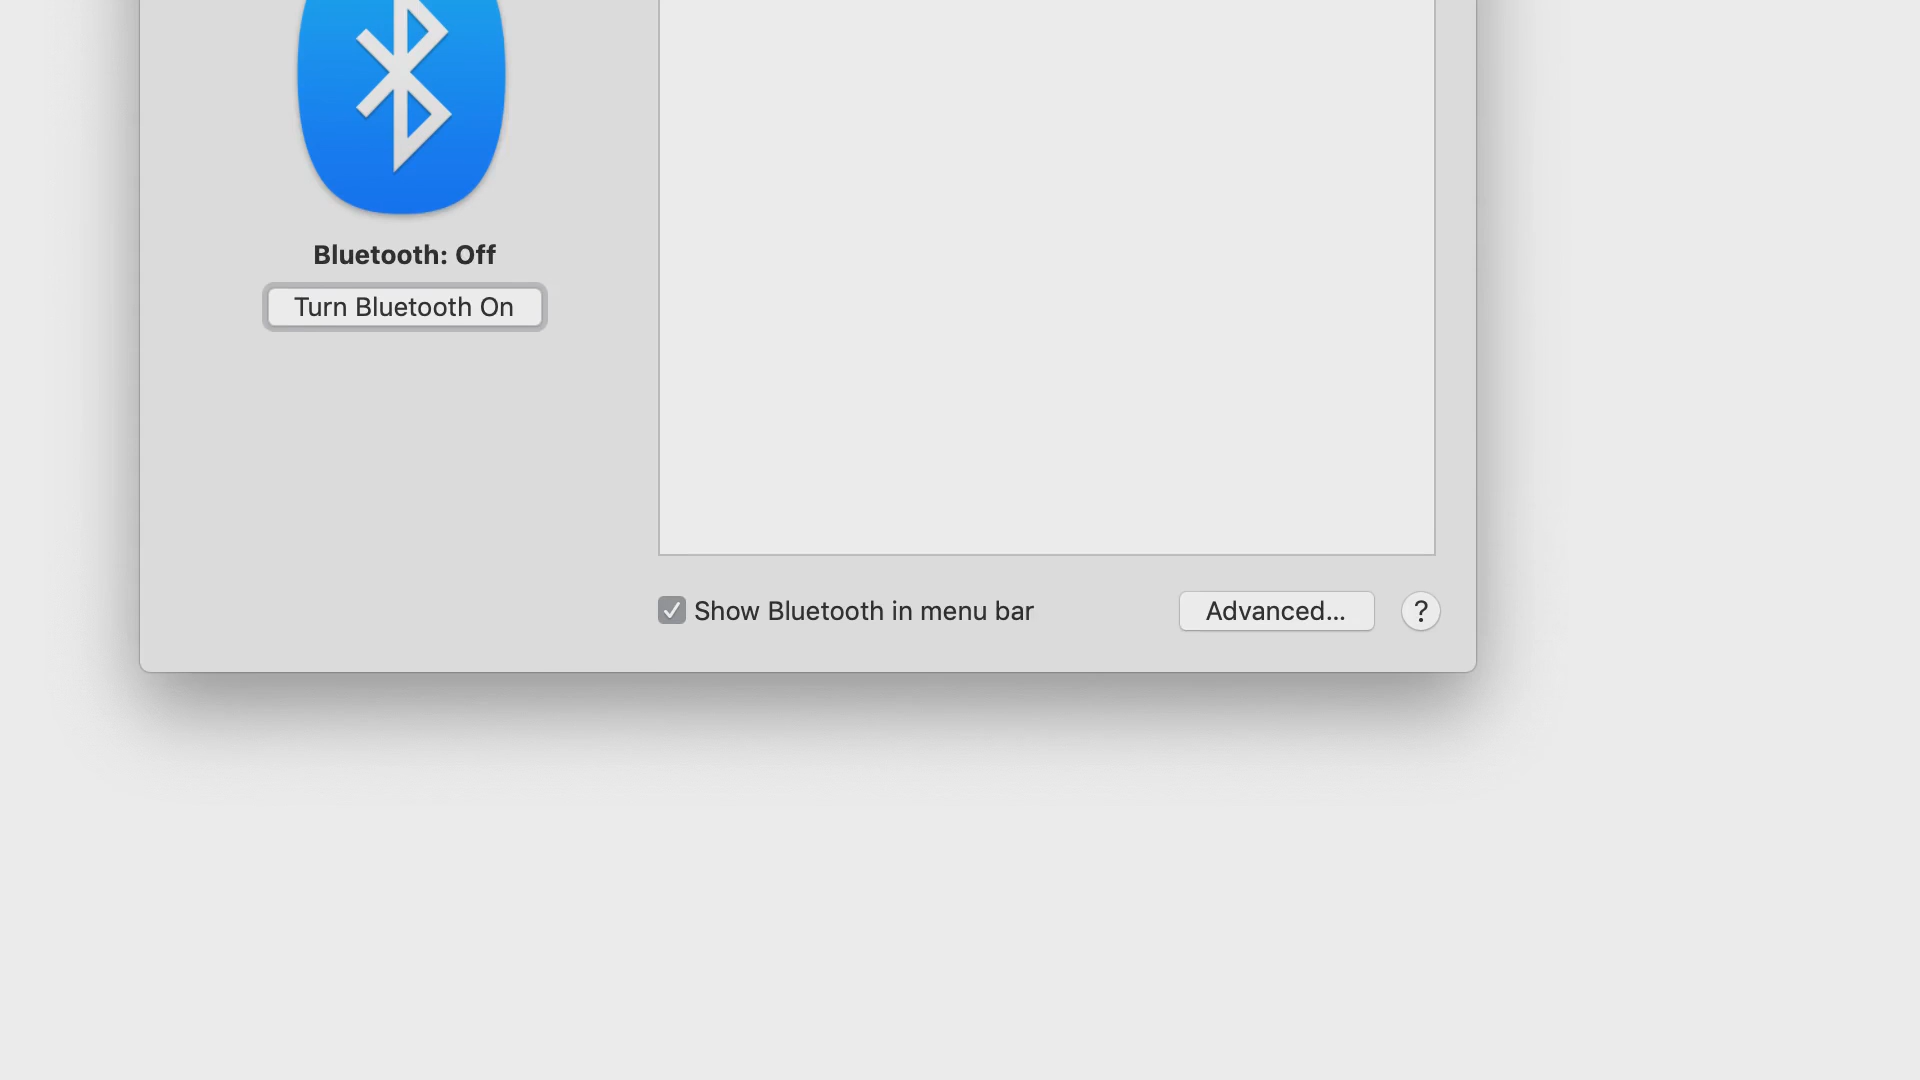 Bluetooth: Off
Turn Bluetooth On
Show Bluetooth in menu bar
Advanced...
?